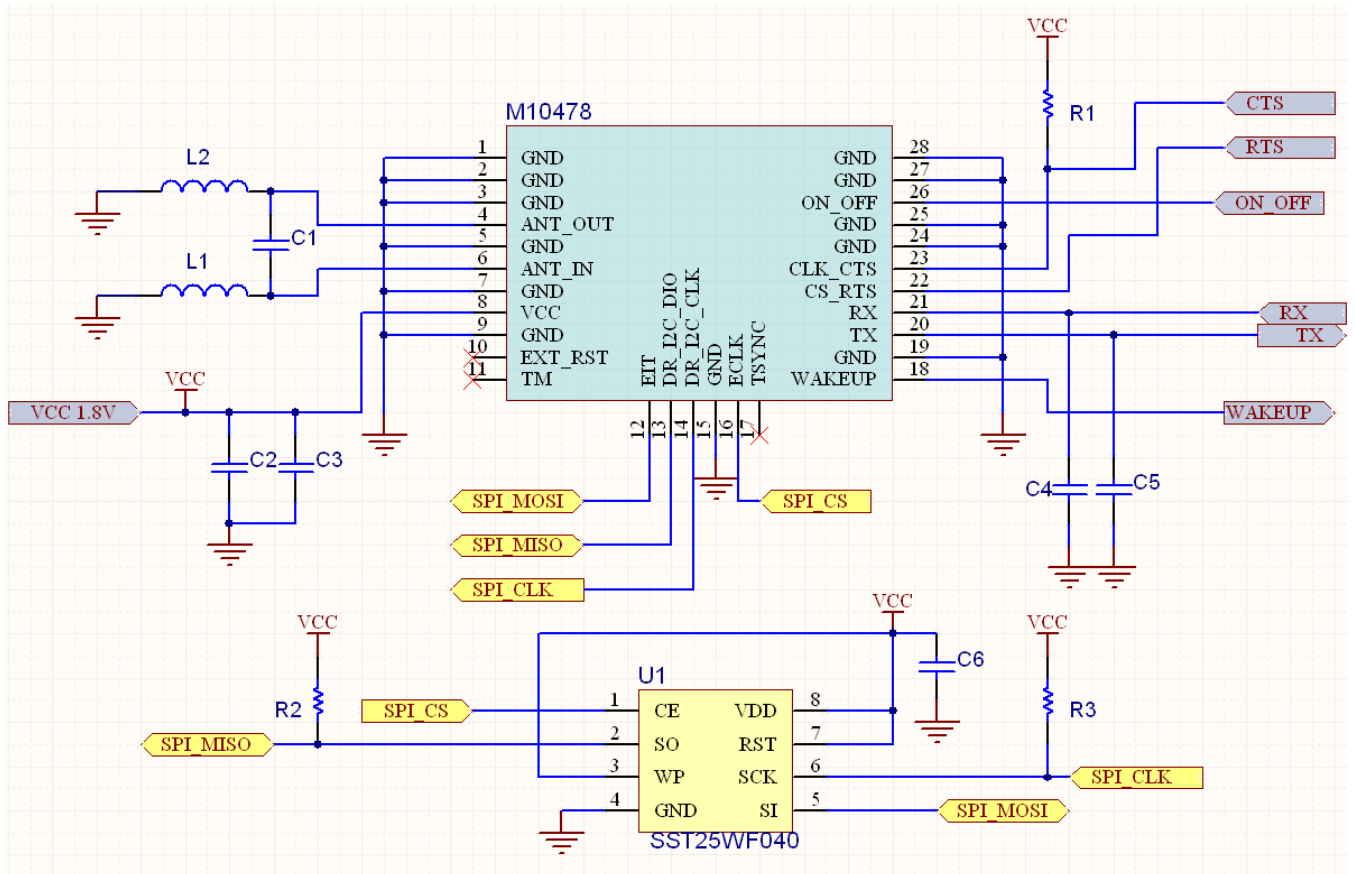 VCC
R1
CTS
RTS
ON_OFF
RX
TX
WAKEUP
M10478
1 GND
2 GND
3 GND
4 ANT_OUT
5 GND
6 ANT_IN
7 GND
8 VCC
9 GND
10 EXT_RST
11 TM
12 EIT
13 DR_I2C_DIO
14 DR_I2C_CLK
15 GND
16 ECLK
17 TSYNC
GND 28
GND 27
ON_OFF 26
GND 25
GND 24
CLK_CTS 23
CS_RTS 22
RX 21
TX 20
GND 19
WAKEUP 18
L2
C1
L1
VCC
VCC 1.8V
C2
C3
C4
C5
SPI_MOSI
SPI_CS
SPI_MISO
SPI_CLK
VCC
R2
SPI_MISO
SPI_CS
VCC
C6
VCC
R3
U1
1 CE
2 SO
3 WP
4 GND
VDD 8
RST 7
SCK 6
SI 5
SPI_CLK
SPI_MOSI
SST25WF040